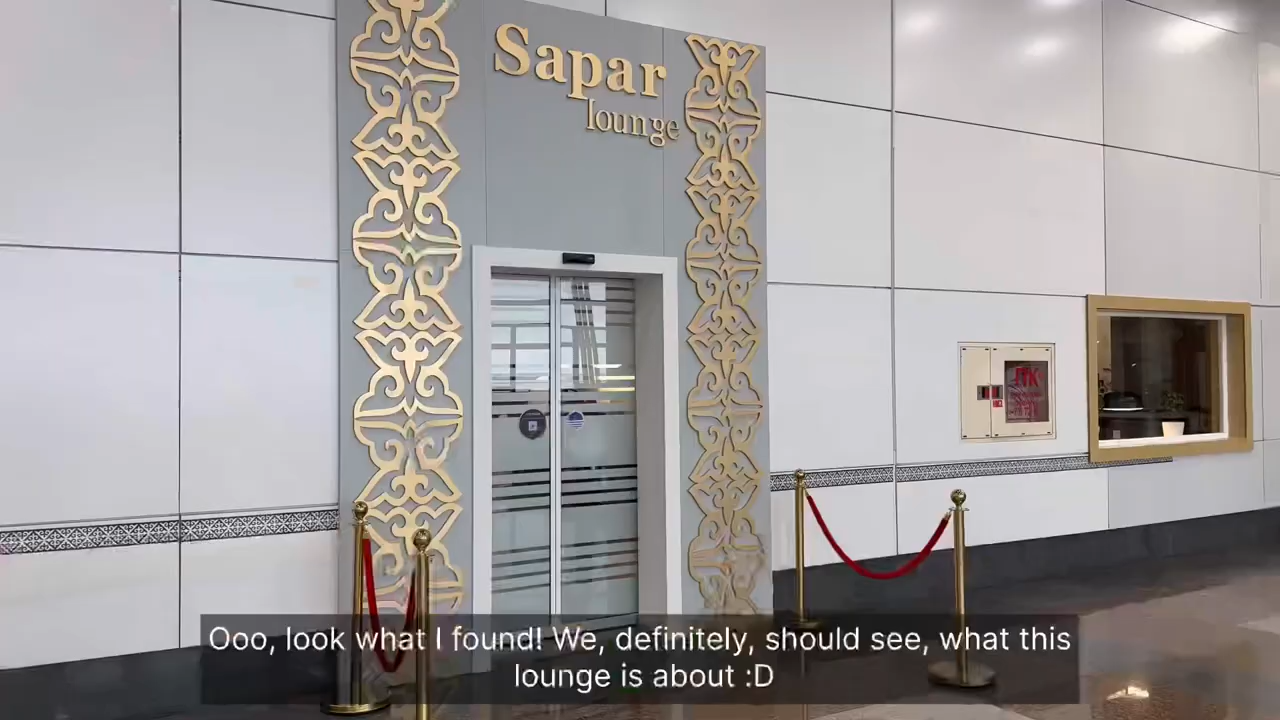 Sapar
lounge
Ooo, look what I found! We, definitely, should see, what this
lounge is about :D